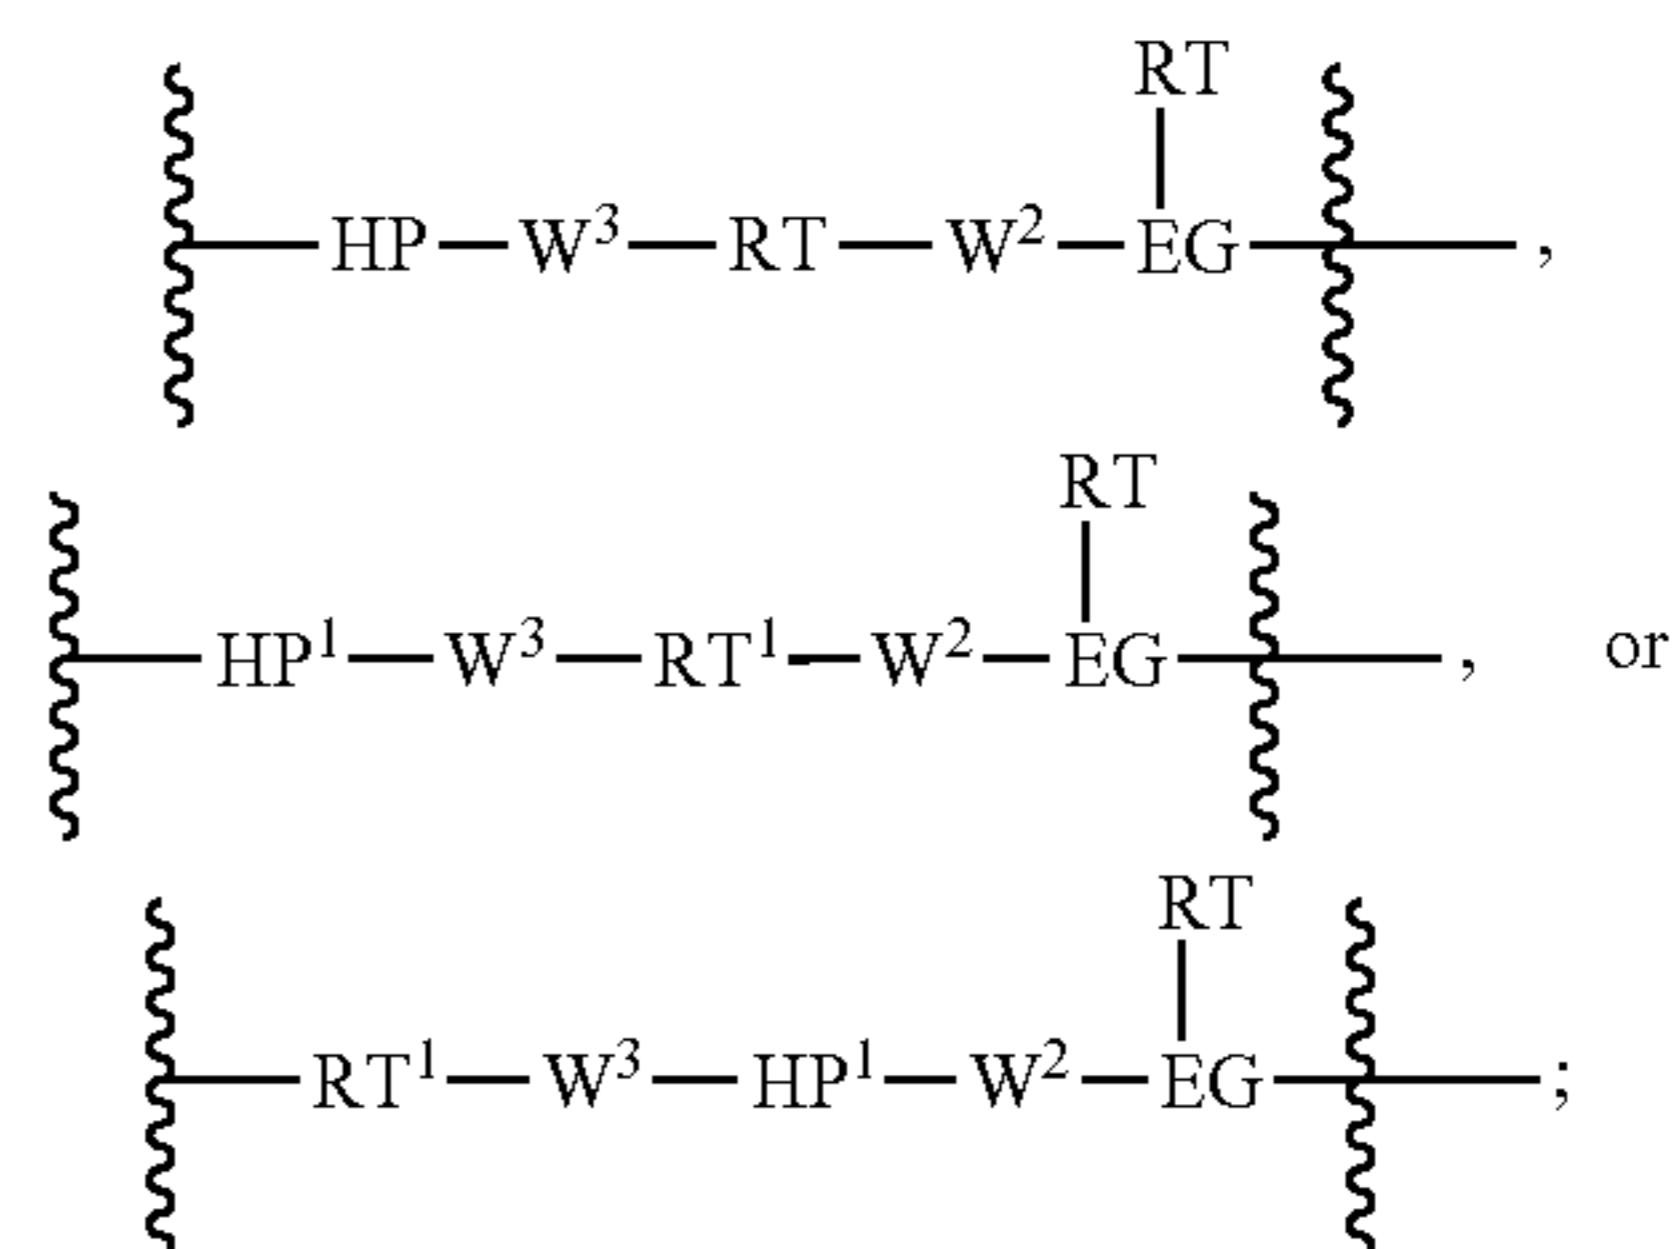 RT
HP—W³—RT—W²—EG ,
RT
HP¹—W³—RT¹—W²—EG , or
RT
RT¹—W³—HP¹—W²—EG ;